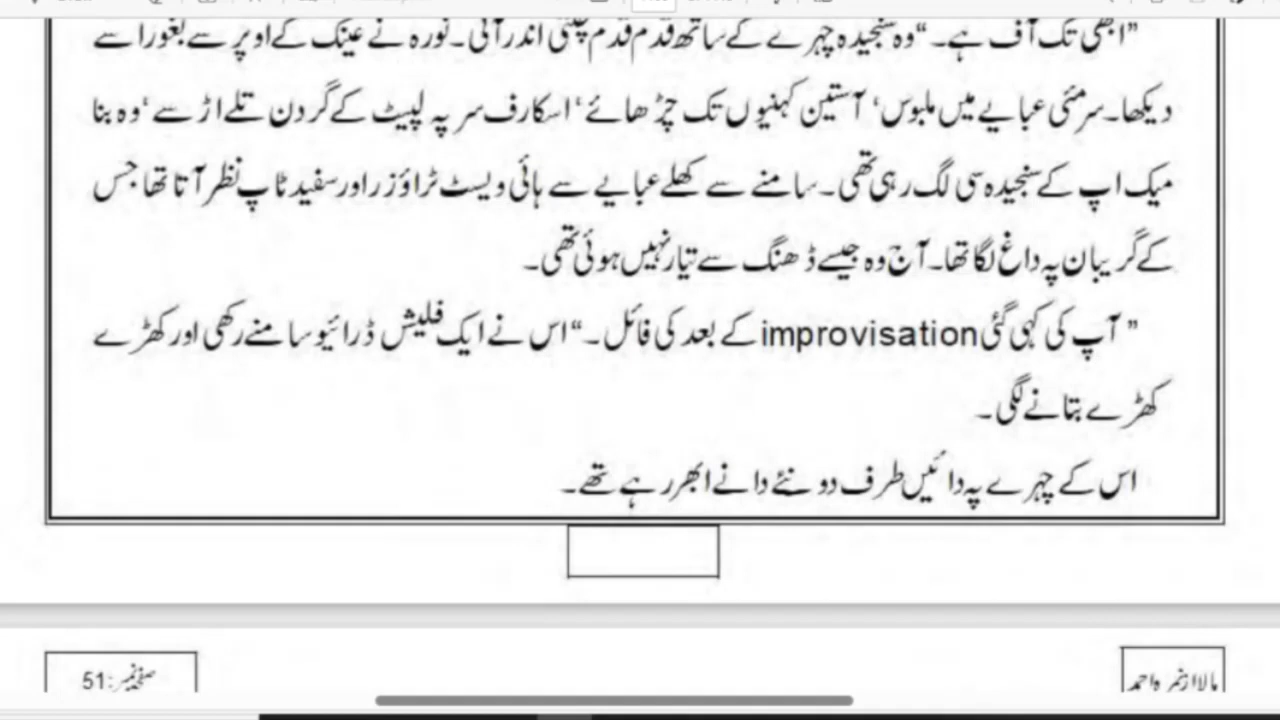 ”ابھی تک آف ہے۔“وہ سنجیدہ چہرے کے ساتھ قدم قدم چلتی اندر آئی۔نورہ نے عینک کے اوپر سے بغور اسے
دیکھا۔سرمئی عبایے میں ملبوس‘ آستین کہنیوں تک چڑھائے‘اسکارف سر پہ لپیٹ کے گردن تلے اڑسے ‘وہ بنا
میک اپ کے سنجیدہ سی لگ رہی تھی۔سامنے سے کھلے عبایے سے ہائی ویسٹ ٹراؤزر اور سفید ٹاپ نظر آتا تھا جس
کے گریبان پہ داغ لگا تھا۔آج وہ جیسے ڈھنگ سے تیار نہیں ہوئی تھی۔
”آپ کی کہی گئی improvisation کے بعد کی فائل۔“اس نے ایک فلیش ڈرائیو سامنے رکھی اور کھڑے
کھڑے بتانے لگی۔
اس کے چہرے پہ دائیں طرف دو نئے دانے ابھر رہے تھے۔
مالا از نمرہ احمد
صفحہ نمبر:51